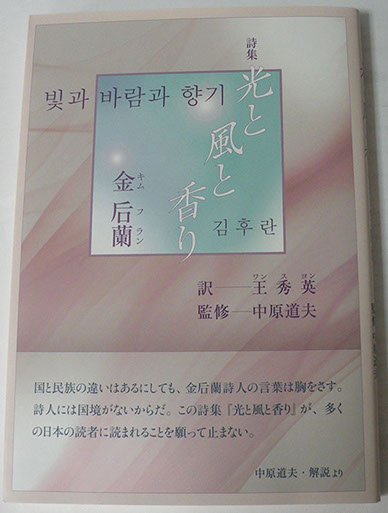 詩集
光と
風と
香り
빛과 바람과 향기
金后蘭
キム フ ラン
김후란
訳──王秀英
ワン ス ヨン
監修─中原道夫
国と民族の違いはあるにしても、金后蘭詩人の言葉は胸をさす。
詩人には国境がないからだ。この詩集『光と風と香り』が、多く
の日本の読者に読まれることを願って止まない。
中原道夫・解説より